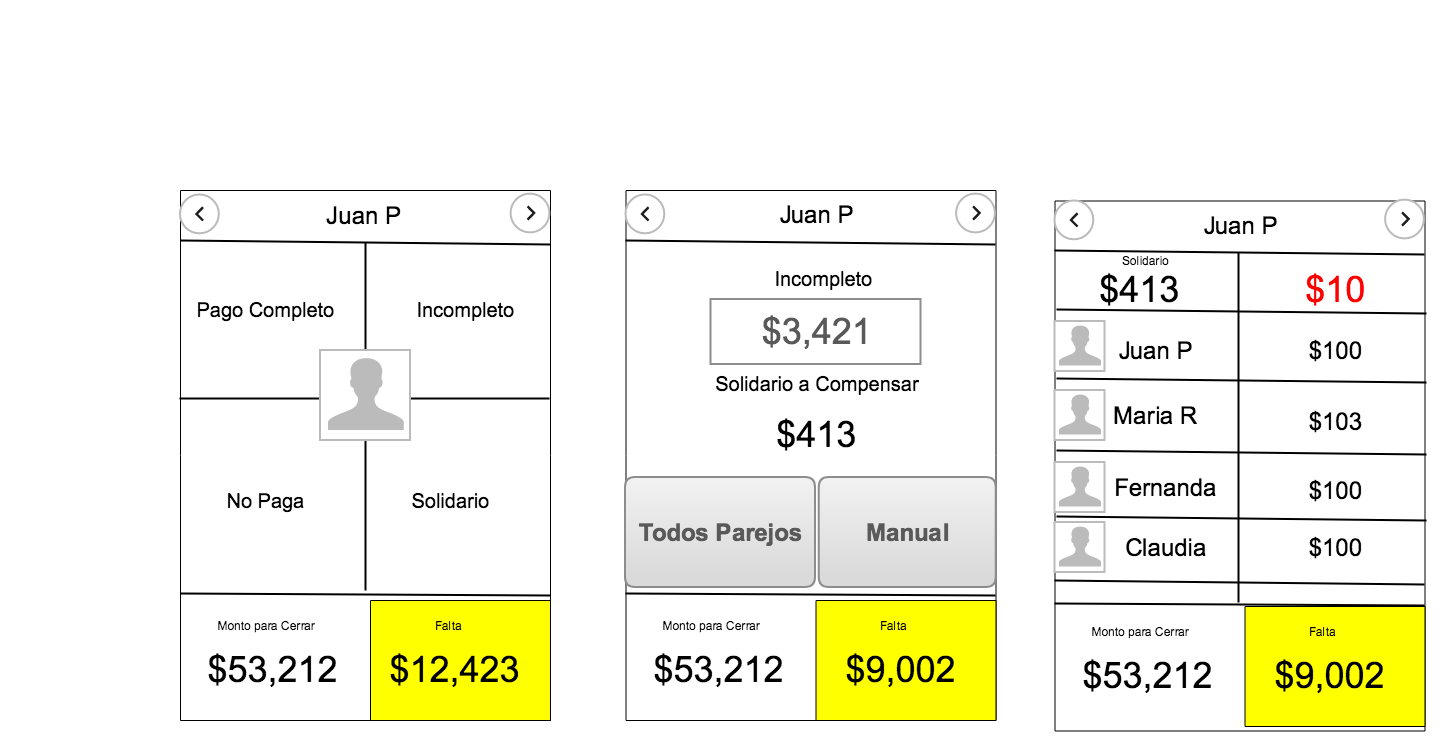 Juan P
Pago Completo
Incompleto
No Paga
Solidario
Monto para Cerrar
Falta
$53,212
$12,423
Juan P
Incompleto
$3,421
Solidario a Compensar
$413
Todos Parejos
Manual
Monto para Cerrar
Falta
$53,212
$9,002
Juan P
Solidario
$413
$10
Juan P
$100
Maria R
$103
Fernanda
$100
Claudia
$100
Monto para Cerrar
Falta
$53,212
$9,002